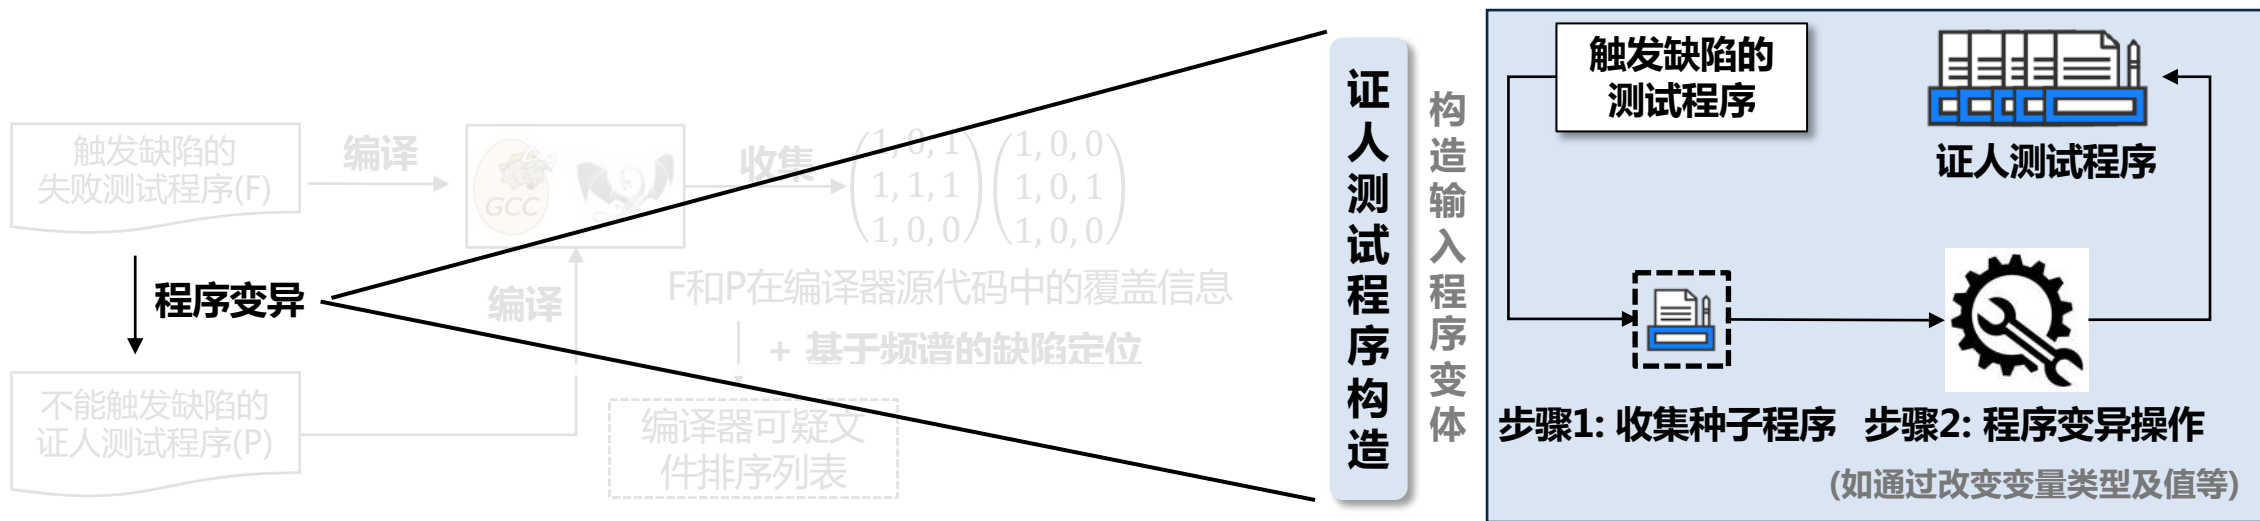 触发缺陷的
失败测试程序(F)
编译
GCC
收集
1, 0, 1
1, 1, 1
1, 0, 0
1, 0, 0
1, 0, 1
1, 0, 0
F和P在编译器源代码中的覆盖信息
程序变异
编译
+ 基于频谱的缺陷定位
不能触发缺陷的
证人测试程序(P)
编译器可疑文
件排序列表
证人测试程序构造
构造输入程序变体
触发缺陷的
测试程序
证人测试程序
步骤1: 收集种子程序
步骤2: 程序变异操作
(如通过改变变量类型及值等)